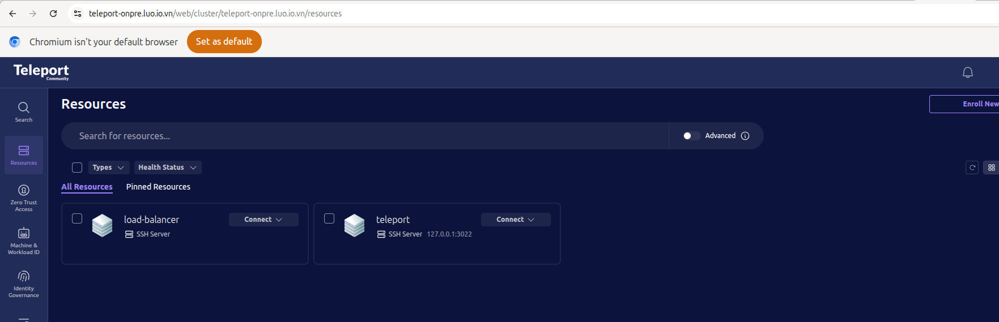 teleport-onpre.luo.io.vn/web/cluster/teleport-onpre.luo.io.vn/resources
Chromium isn't your default browser
Set as default
Teleport
Community
Search
Resources
Zero Trust
Access
Machine &
Workload ID
Identity
Governance
Resources
Enroll New
Search for resources...
Advanced
Types
Health Status
All Resources
Pinned Resources
load-balancer
Connect
SSH Server
teleport
Connect
SSH Server 127.0.0.1:3022